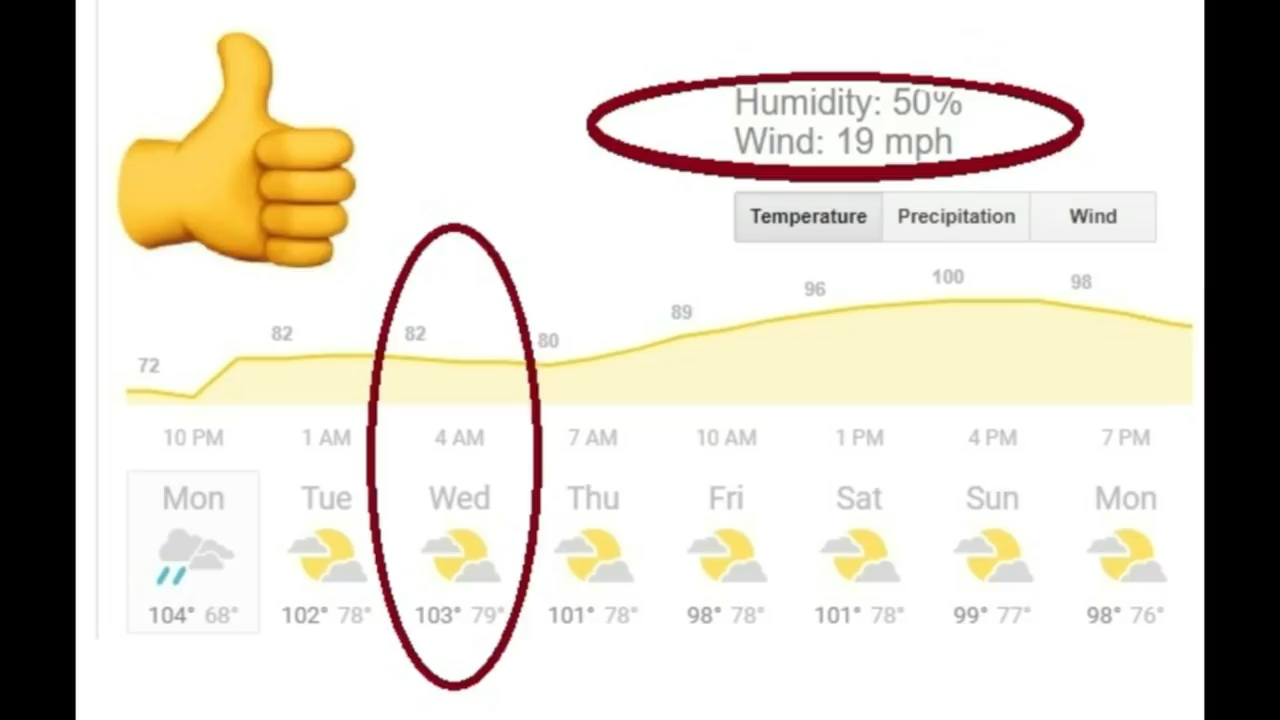 Humidity: 50%
Wind: 19 mph
Temperature Precipitation Wind
72 82 82 80 89 96 100 98
10 PM 1 AM 4 AM 7 AM 10 AM 1 PM 4 PM 7 PM
Mon Tue Wed Thu Fri Sat Sun Mon
104° 68° 102° 78° 103° 79° 101° 78° 98° 78° 101° 78° 99° 77° 98° 76°